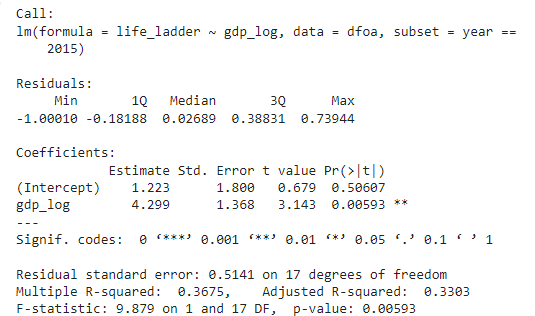 Call:
lm(formula = life_ladder ~ gdp_log, data = dfoa, subset = year ==
    2015)
Residuals:
     Min       1Q   Median       3Q      Max
-1.00010 -0.18188  0.02689  0.38831  0.73944
Coefficients:
            Estimate Std. Error t value Pr(>|t|)
(Intercept)    1.223      1.800   0.679  0.50607
gdp_log        4.299      1.368   3.143  0.00593 **
---
Signif. codes:  0 ‘***’ 0.001 ‘**’ 0.01 ‘*’ 0.05 ‘.’ 0.1 ‘ ’ 1
Residual standard error: 0.5141 on 17 degrees of freedom
Multiple R-squared:  0.3675,    Adjusted R-squared:  0.3303
F-statistic: 9.879 on 1 and 17 DF,  p-value: 0.00593